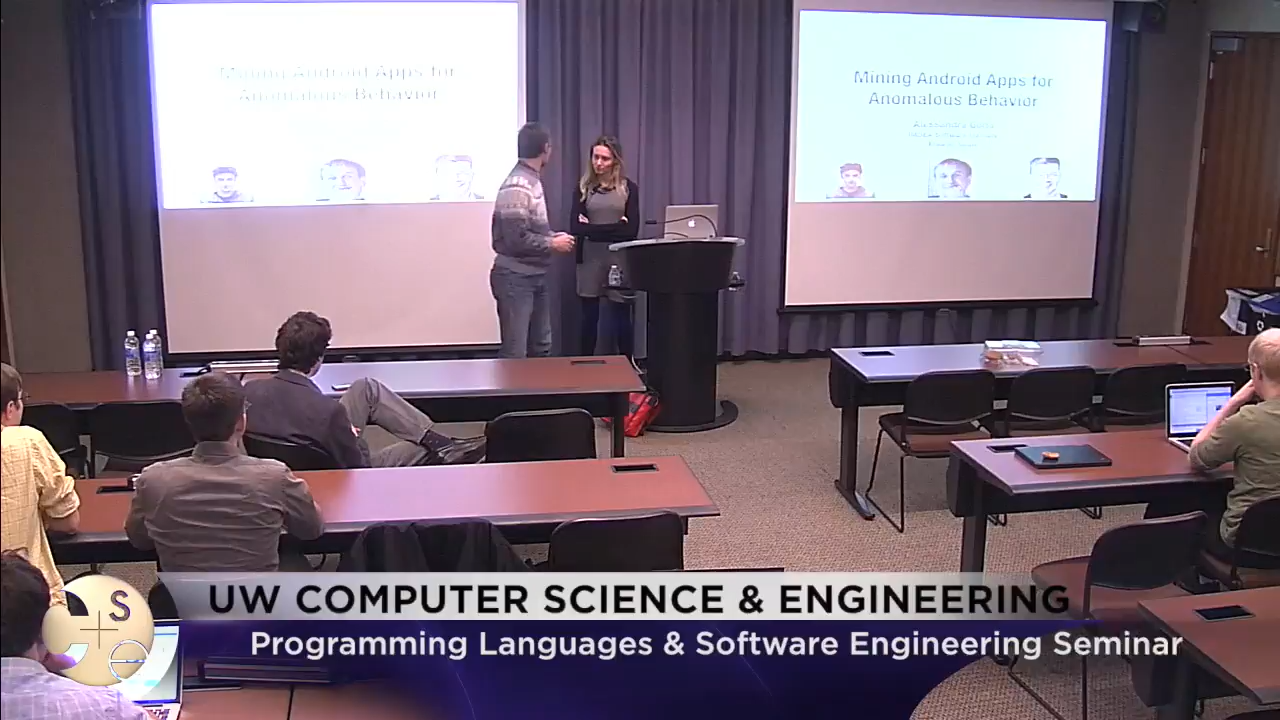 Mining Android Apps for
Anomalous Behavior
Mining Android Apps for
Anomalous Behavior
S
e
UW COMPUTER SCIENCE & ENGINEERING
Programming Languages & Software Engineering Seminar